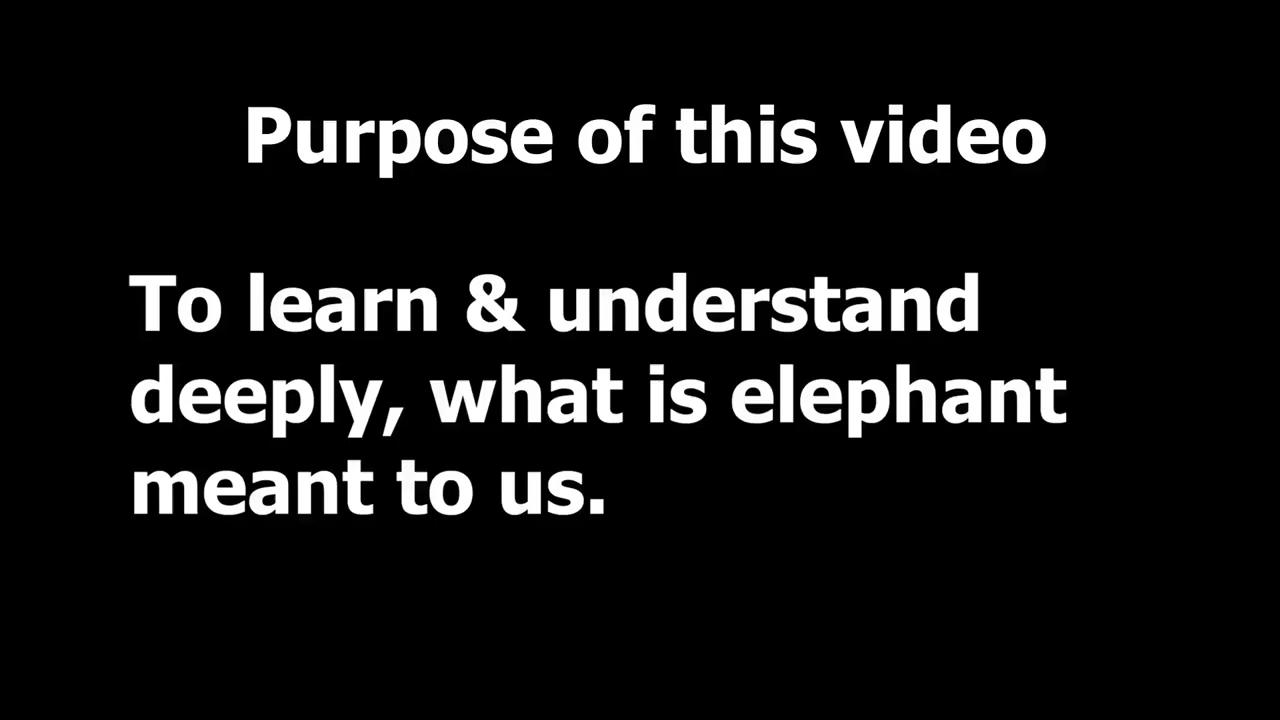 Purpose of this video
To learn & understand
deeply, what is elephant
meant to us.